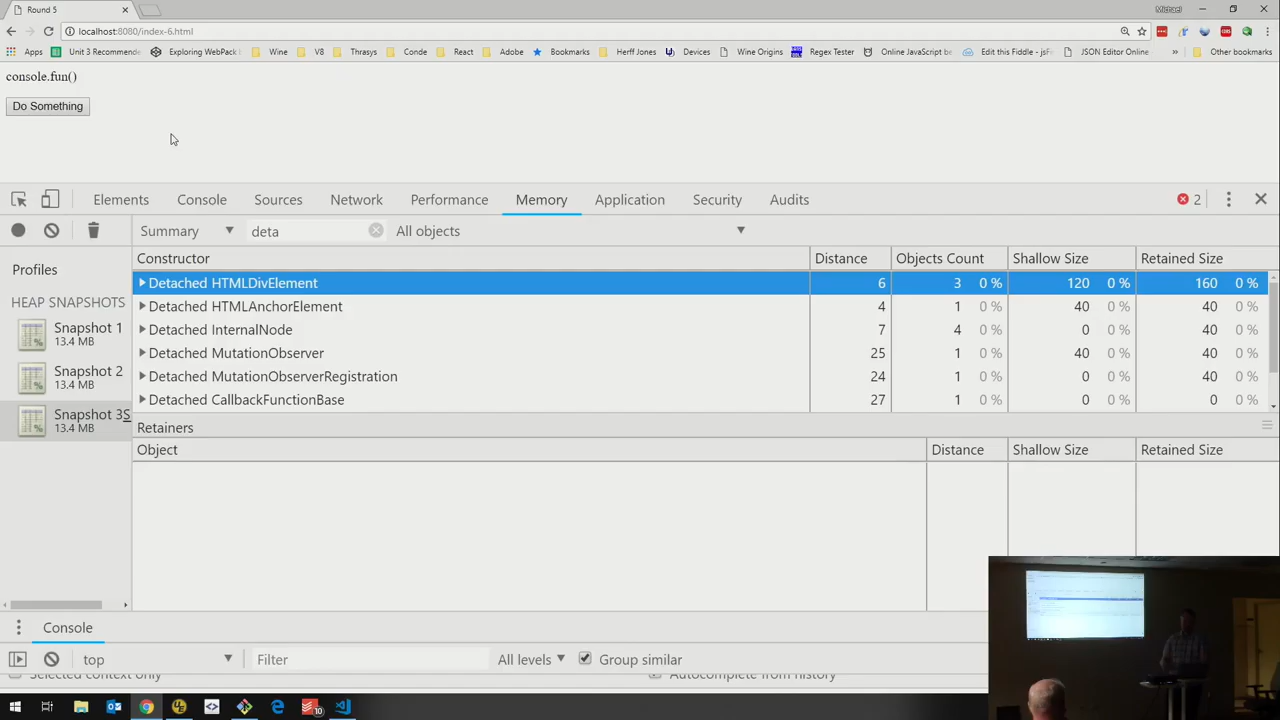 Round 5
Michael
localhost:8080/index-6.html
Apps Unit 3 Recommende Exploring WebPack Wine V8 Thrasys Conde React Adobe Bookmarks Herff Jones Devices Wine Origins Regex Tester Online JavaScript be Edit this Fiddle - jsFi JSON Editor Online » Other bookmarks
console.fun()
Do Something
Elements Console Sources Network Performance Memory Application Security Audits 2
Summary deta All objects
Profiles
HEAP SNAPSHOTS
Snapshot 1
13.4 MB
Snapshot 2
13.4 MB
Snapshot 3S
13.4 MB
Constructor Distance Objects Count Shallow Size Retained Size
Detached HTMLDivElement 6 3 0 % 120 0 % 160 0 %
Detached HTMLAnchorElement 4 1 0 % 40 0 % 40 0 %
Detached InternalNode 7 4 0 % 0 0 % 40 0 %
Detached MutationObserver 25 1 0 % 40 0 % 40 0 %
Detached MutationObserverRegistration 24 1 0 % 0 0 % 40 0 %
Detached CallbackFunctionBase 27 1 0 % 0 0 % 0 0 %
Retainers
Object Distance Shallow Size Retained Size
Console
top Filter All levels Group similar
Selected context only Autocomplete from history
10